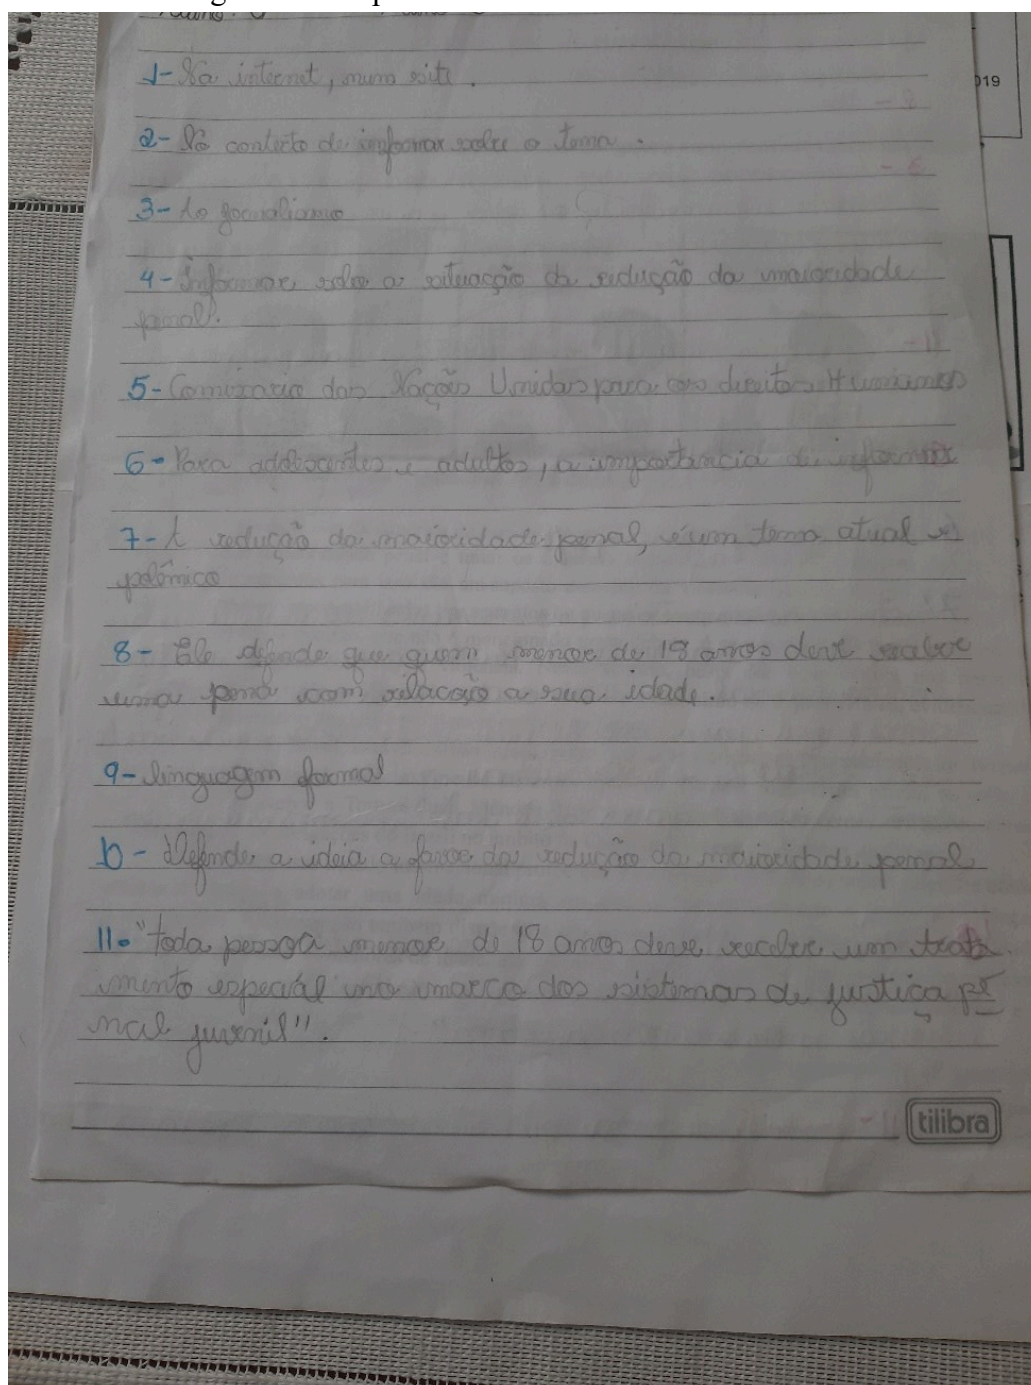 1- Na internet, num site.
2- No contexto de informar sobre o tema.
019
3- Ao jornalismo
4- Informar sobre a situação da redução da maioridade
penal.
5- Comissário das Nações Unidas para os direitos Humanos
6- Para adolescentes e adultos, a importância de informar
7- A redução da maioridade penal, é um tema atual e
polêmico
8- Ele defende que quem menor de 18 anos deve receber
uma pena com relação a sua idade.
9- linguagem formal
10- Defende a ideia a favor da redução da maioridade penal
11- "toda pessoa menor de 18 anos deve receber um trata
mento especial no marco dos sistemas de justiça pe
nal juvenil".
tilibra